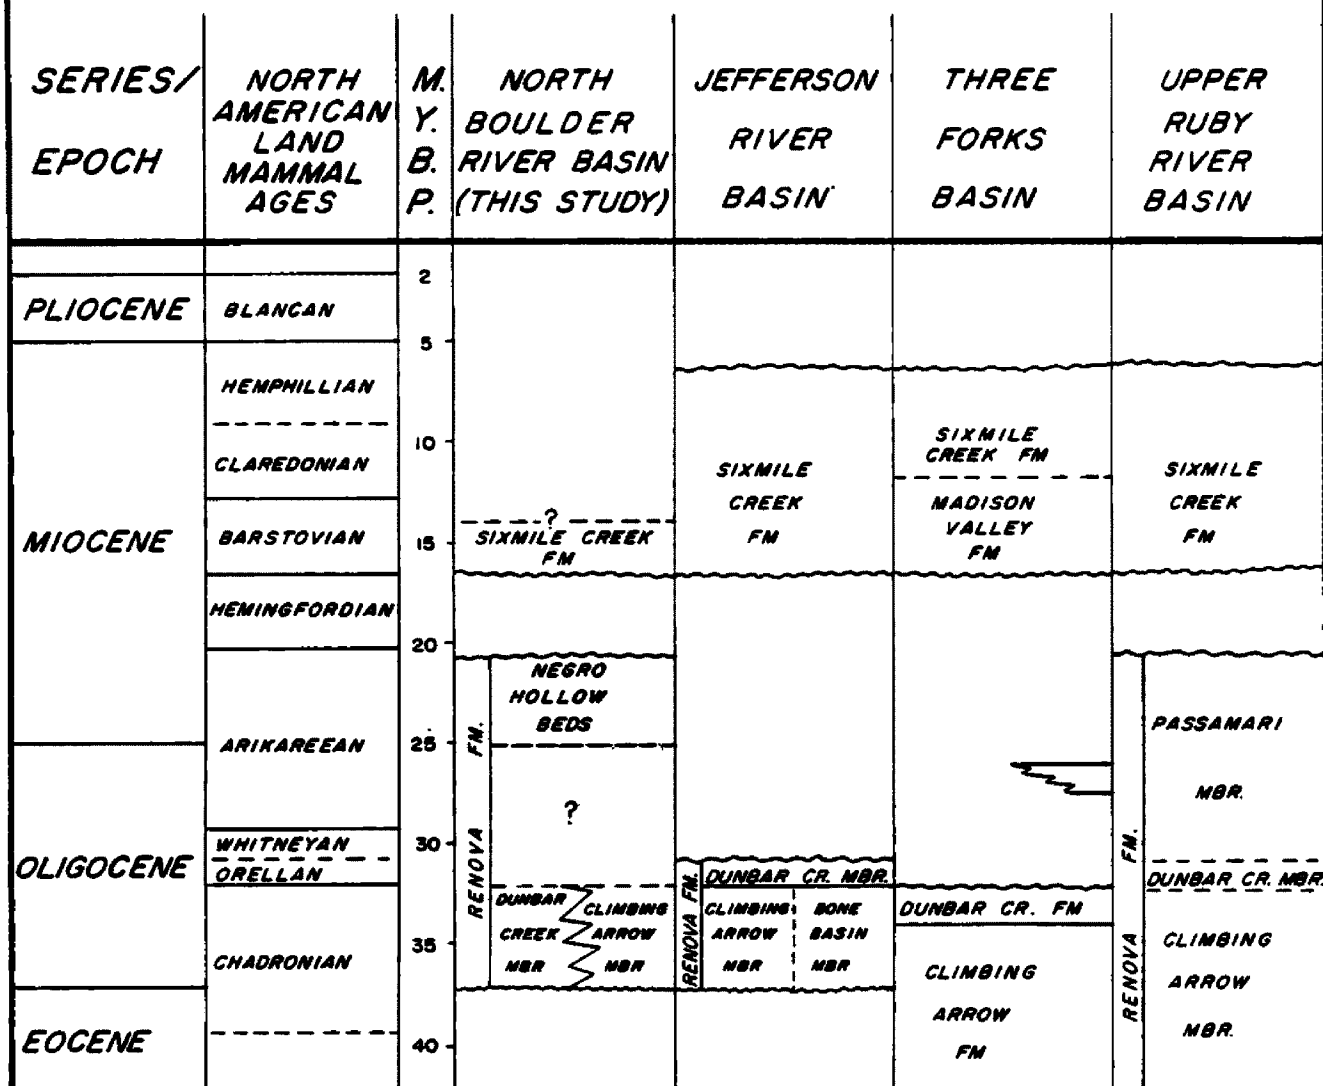 SERIES/
EPOCH
NORTH
AMERICAN
LAND
MAMMAL
AGES
M.
Y.
B.
P.
NORTH
BOULDER
RIVER BASIN
(THIS STUDY)
JEFFERSON
RIVER
BASIN
THREE
FORKS
BASIN
UPPER
RUBY
RIVER
BASIN
PLIOCENE
MIOCENE
OLIGOCENE
EOCENE
BLANCAN
HEMPHILLIAN
CLAREDONIAN
BARSTOVIAN
HEMINGFORDIAN
ARIKAREEAN
WHITNEYAN
ORELLAN
CHADRONIAN
2
5
10
15
20
25
30
35
40
?
SIXMILE CREEK
FM
RENOVA FM.
NEGRO
HOLLOW
BEDS
?
DUNBAR
CREEK
MBR
CLIMBING
ARROW
MBR
SIXMILE
CREEK
FM
RENOVA FM.
DUNBAR CR. MBR.
CLIMBING
ARROW
MBR
BONE
BASIN
MBR
SIXMILE
CREEK FM
MADISON
VALLEY
FM
DUNBAR CR. FM
CLIMBING
ARROW
FM
SIXMILE
CREEK
FM
RENOVA FM.
PASSAMARI
MBR.
DUNBAR CR. MBR.
CLIMBING
ARROW
MBR.